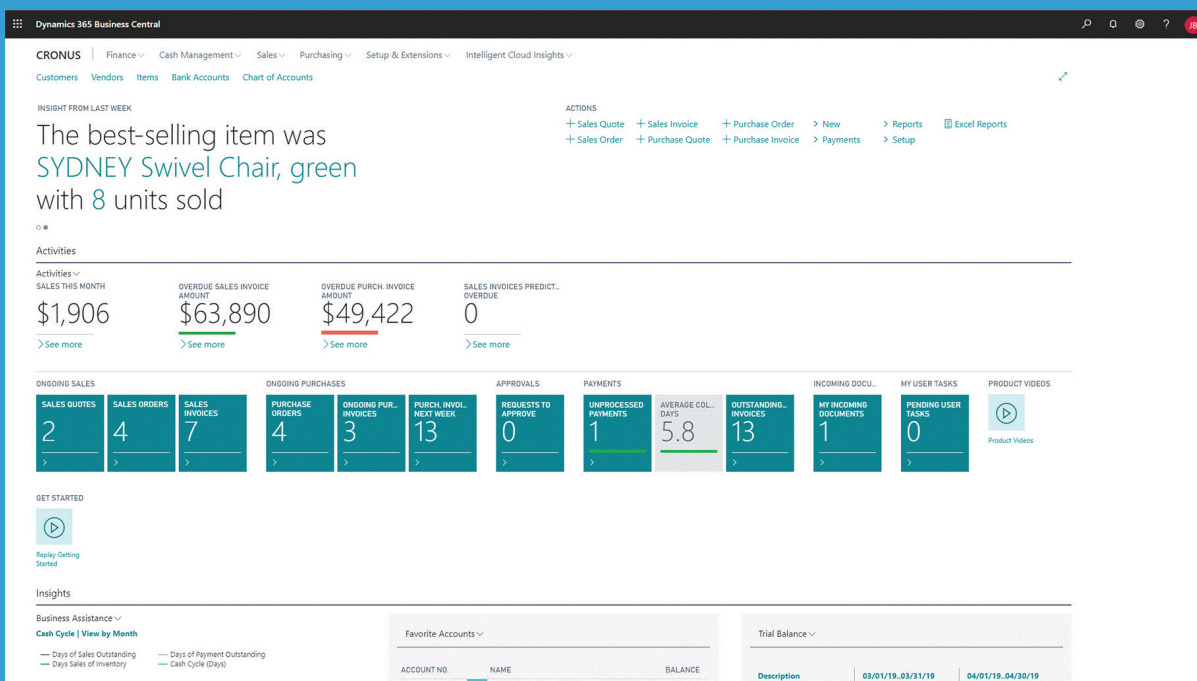 Dynamics 365 Business Central
? JB
CRONUS Finance Cash Management Sales Purchasing Setup & Extensions Intelligent Cloud Insights
Customers Vendors Items Bank Accounts Chart of Accounts
INSIGHT FROM LAST WEEK
The best-selling item was
SYDNEY Swivel Chair, green
with 8 units sold
ACTIONS
+ Sales Quote + Sales Invoice + Purchase Order > New > Reports Excel Reports
+ Sales Order + Purchase Quote + Purchase Invoice > Payments > Setup
Activities
Activities
SALES THIS MONTH
$1,906
>See more
OVERDUE SALES INVOICE
AMOUNT
$63,890
>See more
OVERDUE PURCH. INVOICE
AMOUNT
$49,422
>See more
SALES INVOICES PREDICT...
OVERDUE
0
>See more
ONGOING SALES
SALES QUOTES
2
>
SALES ORDERS
4
>
SALES
INVOICES
7
>
ONGOING PURCHASES
PURCHASE
ORDERS
4
>
ONGOING PUR...
INVOICES
3
>
PURCH. INVOI...
NEXT WEEK
13
>
APPROVALS
REQUESTS TO
APPROVE
0
>
PAYMENTS
UNPROCESSED
PAYMENTS
1
>
AVERAGE COL...
DAYS
5.8
OUTSTANDING...
INVOICES
13
>
INCOMING DOCU...
MY INCOMING
DOCUMENTS
1
>
MY USER TASKS
PENDING USER
TASKS
0
>
PRODUCT VIDEOS
Product Videos
GET STARTED
Replay Getting
Started
Insights
Business Assistance
Cash Cycle | View by Month
Days of Sales Outstanding Days of Payment Outstanding
Days Sales of Inventory Cash Cycle (Days)
Favorite Accounts
ACCOUNT NO. NAME BALANCE
Trial Balance
Description 03/01/19..03/31/19 04/01/19..04/30/19